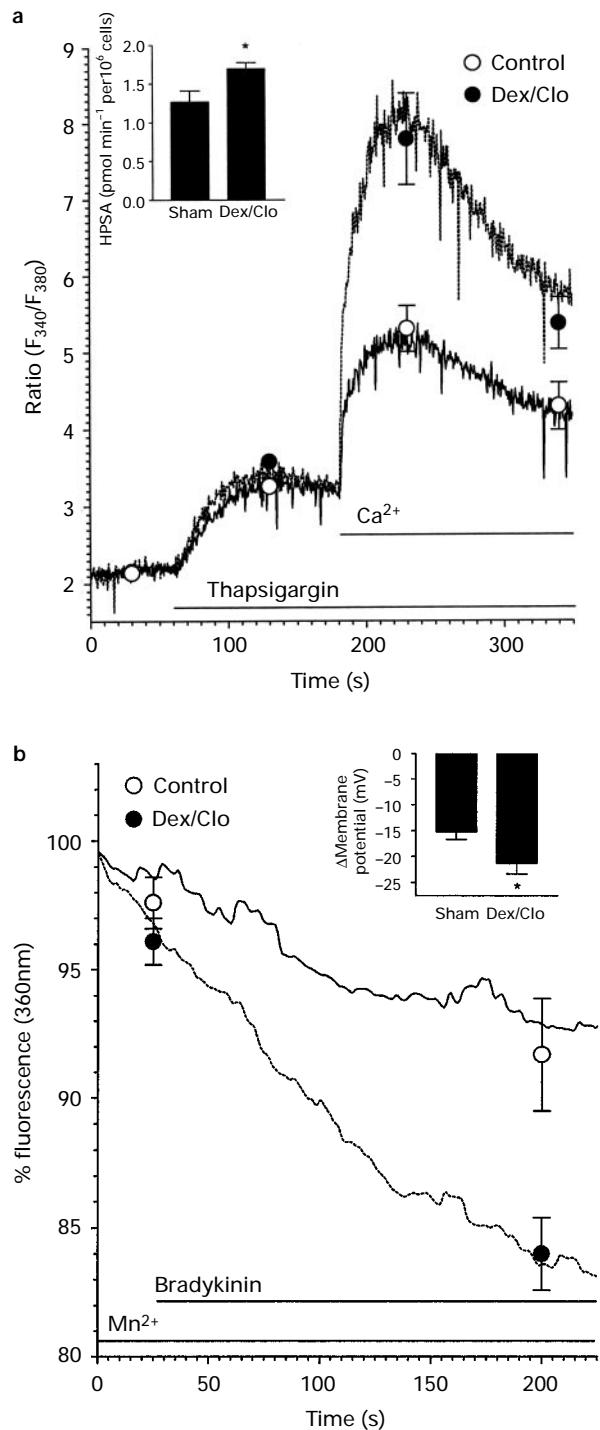 a
9
8
7
6
5
4
3
2
Ratio (F340/F380)
HPSA (pmol min−1 per10⁶ cells)
2.0
1.5
1.0
0.5
0.0
*
Sham Dex/Clo
Control
Dex/Clo
Ca2+
Thapsigargin
0 100 200 300
Time (s)
b
100
95
90
85
80
% fluorescence (360nm)
Control
Dex/Clo
ΔMembrane
potential (mV)
0
−5
−10
−15
−20
−25
*
Sham Dex/Clo
Bradykinin
Mn2+
0 50 100 150 200
Time (s)